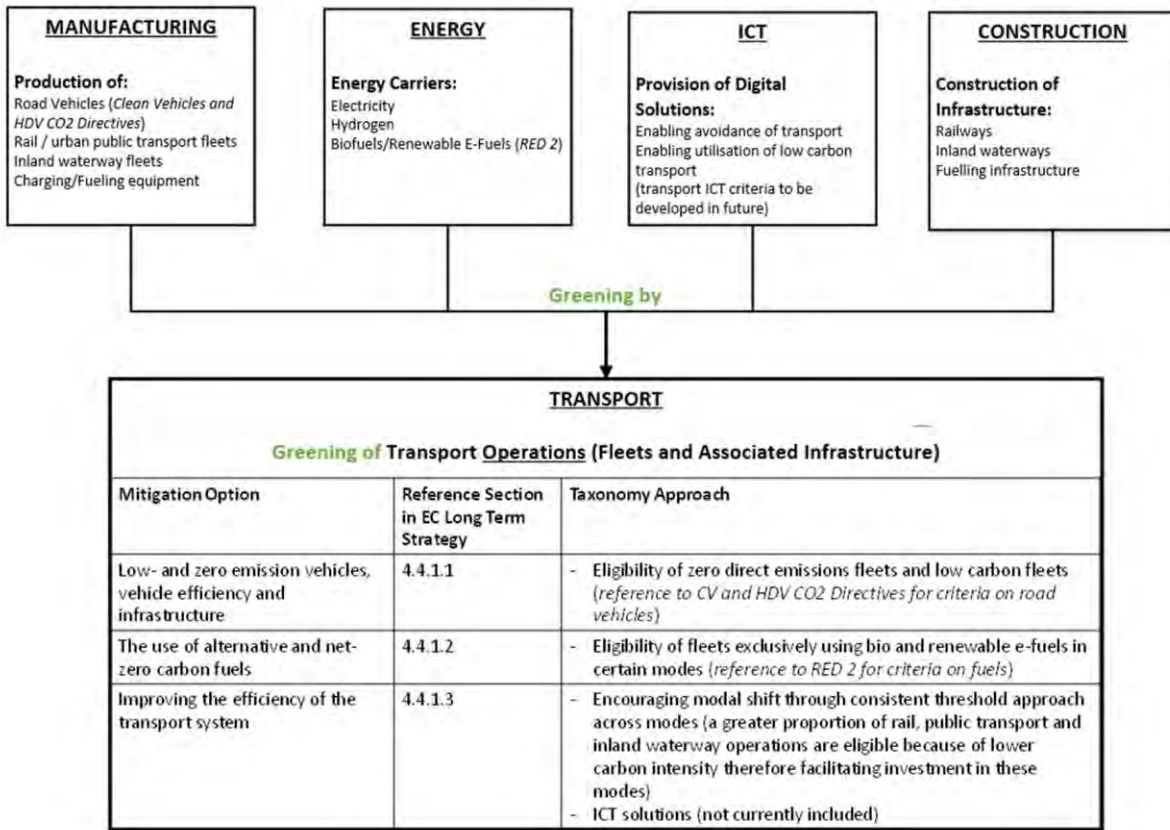 MANUFACTURING
Production of:
Road Vehicles (Clean Vehicles and
HDV CO2 Directives)
Rail / urban public transport fleets
Inland waterway fleets
Charging/Fueling equipment
ENERGY
Energy Carriers:
Electricity
Hydrogen
Biofuels/Renewable E-Fuels (RED 2)
ICT
Provision of Digital
Solutions:
Enabling avoidance of transport
Enabling utilisation of low carbon
transport
(transport ICT criteria to be
developed in future)
CONSTRUCTION
Construction of
Infrastructure:
Railways
Inland waterways
Fuelling infrastructure
Greening by
TRANSPORT
Greening of Transport Operations (Fleets and Associated Infrastructure)
Mitigation Option
Reference Section
in EC Long Term
Strategy
Taxonomy Approach
Low- and zero emission vehicles,
vehicle efficiency and
infrastructure
4.4.1.1
- Eligibility of zero direct emissions fleets and low carbon fleets
(reference to CV and HDV CO2 Directives for criteria on road
vehicles)
The use of alternative and net-
zero carbon fuels
4.4.1.2
- Eligibility of fleets exclusively using bio and renewable e-fuels in
certain modes (reference to RED 2 for criteria on fuels)
Improving the efficiency of the
transport system
4.4.1.3
- Encouraging modal shift through consistent threshold approach
across modes (a greater proportion of rail, public transport and
inland waterway operations are eligible because of lower
carbon intensity therefore facilitating investment in these
modes)
- ICT solutions (not currently included)